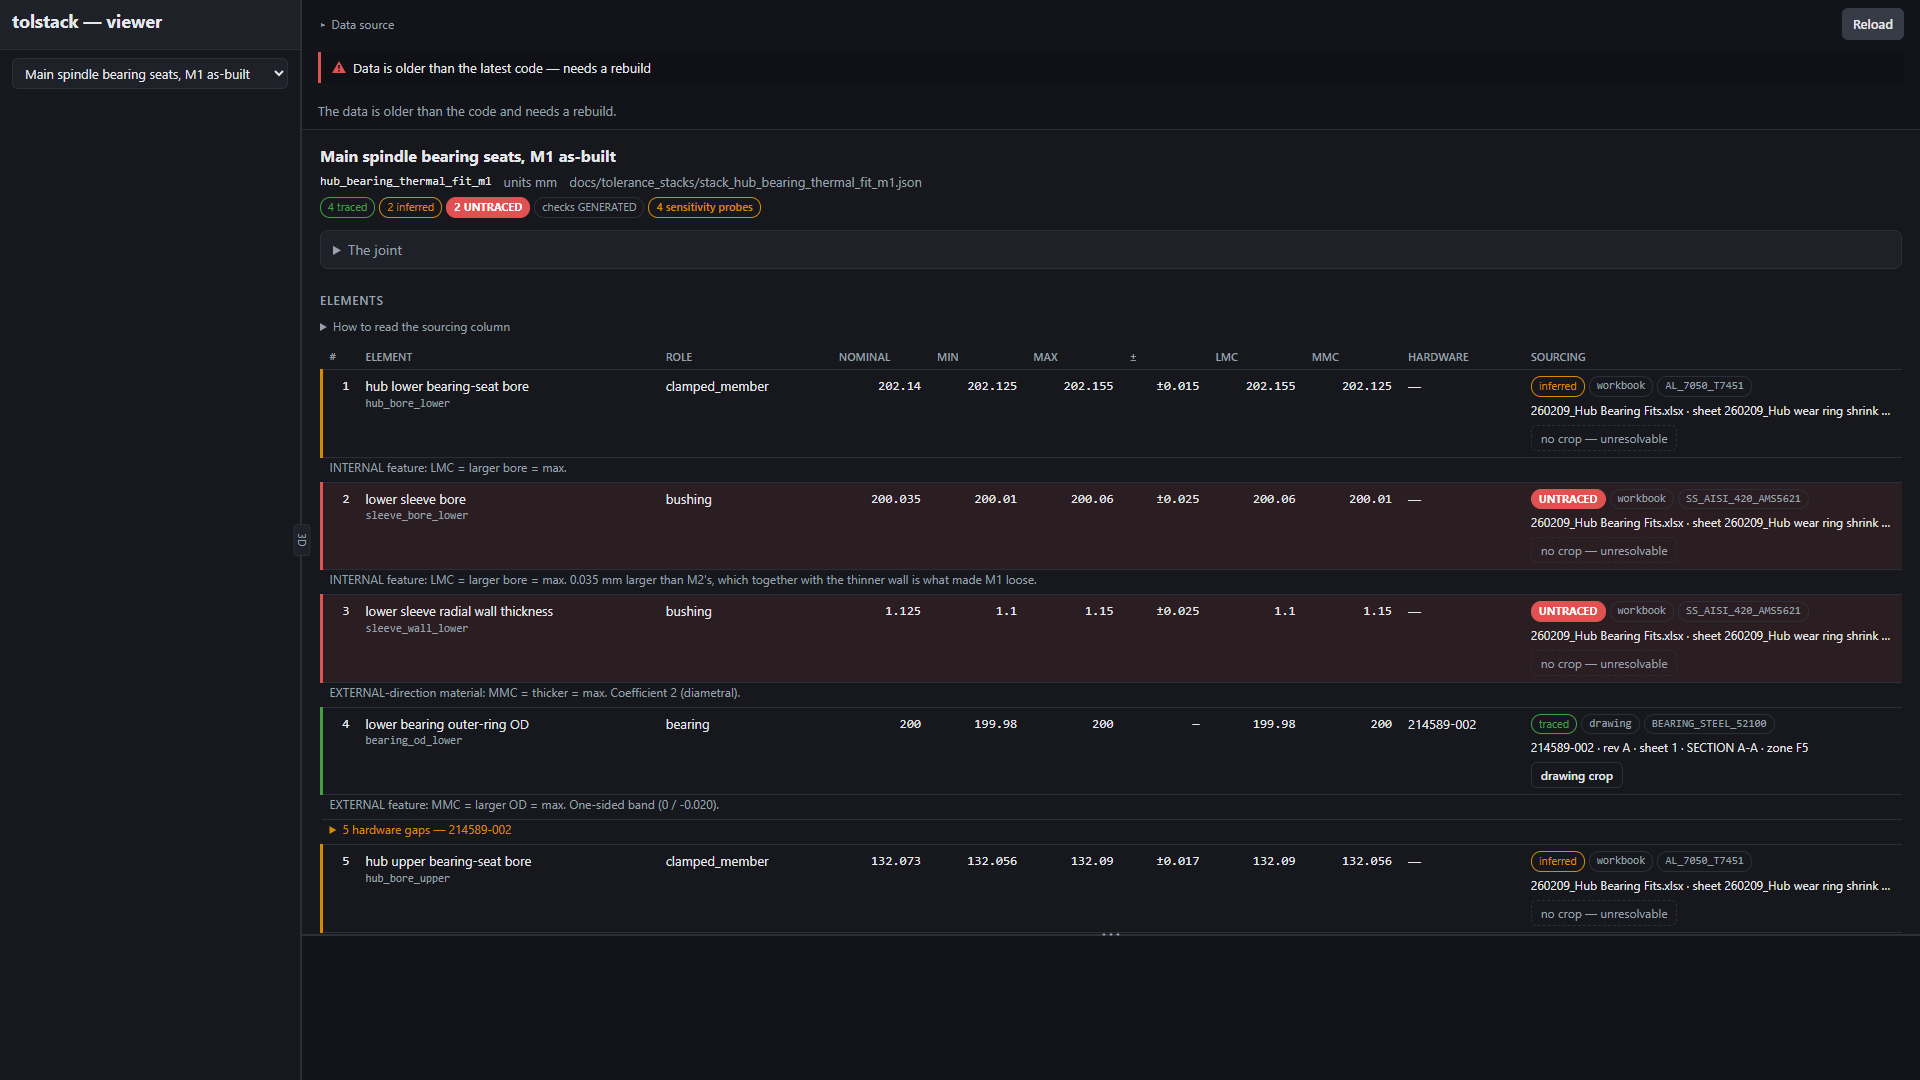 tolstack — viewer
Main spindle bearing seats, M1 as-built
Data source
Reload
Data is older than the latest code — needs a rebuild
The data is older than the code and needs a rebuild.
Main spindle bearing seats, M1 as-built
hub_bearing_thermal_fit_m1 units mm docs/tolerance_stacks/stack_hub_bearing_thermal_fit_m1.json
4 traced 2 inferred 2 UNTRACED checks GENERATED 4 sensitivity probes
The joint
ELEMENTS
How to read the sourcing column
# ELEMENT ROLE NOMINAL MIN MAX ± LMC MMC HARDWARE SOURCING
1 hub lower bearing-seat bore clamped_member 202.14 202.125 202.155 ±0.015 202.155 202.125 — inferred workbook AL_7050_T7451
hub_bore_lower
260209_Hub Bearing Fits.xlsx · sheet 260209_Hub wear ring shrink ...
no crop — unresolvable
INTERNAL feature: LMC = larger bore = max.
2 lower sleeve bore bushing 200.035 200.01 200.06 ±0.025 200.06 200.01 — UNTRACED workbook SS_AISI_420_AMS5621
sleeve_bore_lower
260209_Hub Bearing Fits.xlsx · sheet 260209_Hub wear ring shrink ...
no crop — unresolvable
INTERNAL feature: LMC = larger bore = max. 0.035 mm larger than M2's, which together with the thinner wall is what made M1 loose.
3 lower sleeve radial wall thickness bushing 1.125 1.1 1.15 ±0.025 1.1 1.15 — UNTRACED workbook SS_AISI_420_AMS5621
sleeve_wall_lower
260209_Hub Bearing Fits.xlsx · sheet 260209_Hub wear ring shrink ...
no crop — unresolvable
EXTERNAL-direction material: MMC = thicker = max. Coefficient 2 (diametral).
4 lower bearing outer-ring OD bearing 200 199.98 200 — 199.98 200 214589-002 traced drawing BEARING_STEEL_52100
bearing_od_lower
214589-002 · rev A · sheet 1 · SECTION A-A · zone F5
drawing crop
EXTERNAL feature: MMC = larger OD = max. One-sided band (0 / -0.020).
5 hardware gaps — 214589-002
5 hub upper bearing-seat bore clamped_member 132.073 132.056 132.09 ±0.017 132.09 132.056 — inferred workbook AL_7050_T7451
hub_bore_upper
260209_Hub Bearing Fits.xlsx · sheet 260209_Hub wear ring shrink ...
no crop — unresolvable
3D